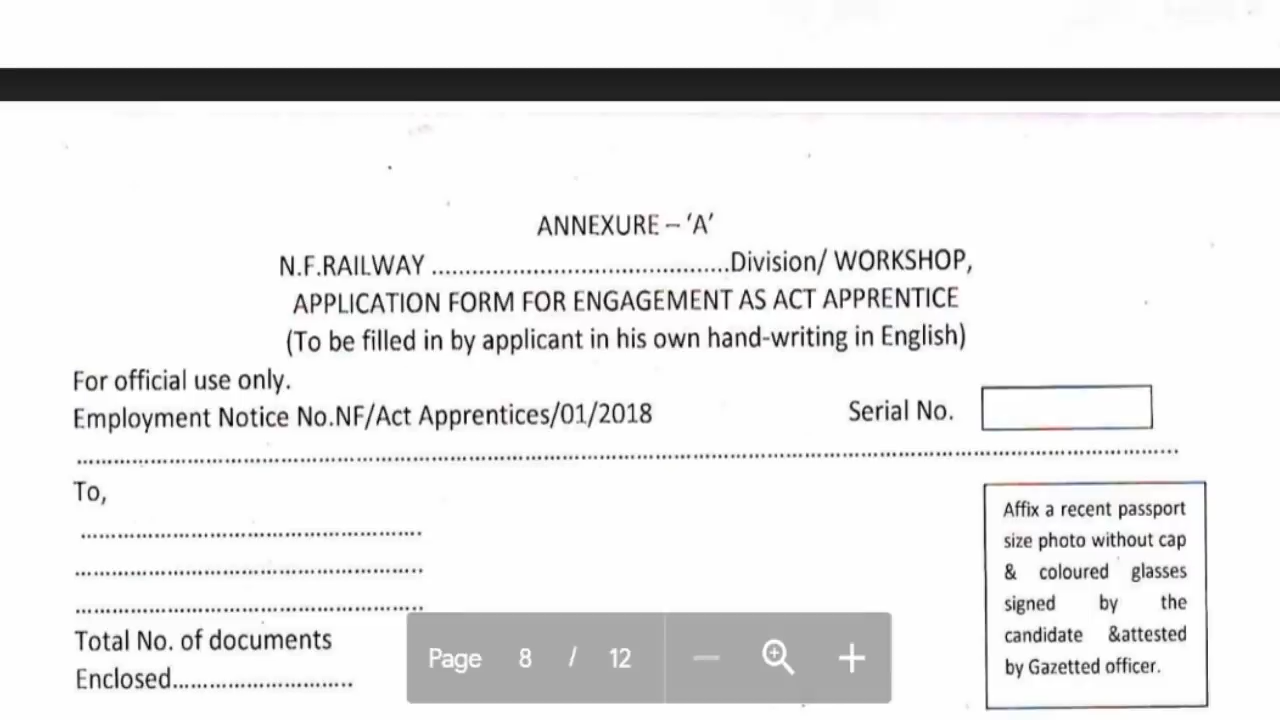 ANNEXURE – 'A'
N.F.RAILWAY ............................................Division/ WORKSHOP,
APPLICATION FORM FOR ENGAGEMENT AS ACT APPRENTICE
(To be filled in by applicant in his own hand-writing in English)
For official use only.
Employment Notice No.NF/Act Apprentices/01/2018 Serial No.
To,
Affix a recent passport
size photo without cap
& coloured glasses
signed by the
candidate &attested
by Gazetted officer.
Total No. of documents
Enclosed...........................
Page 8 / 12